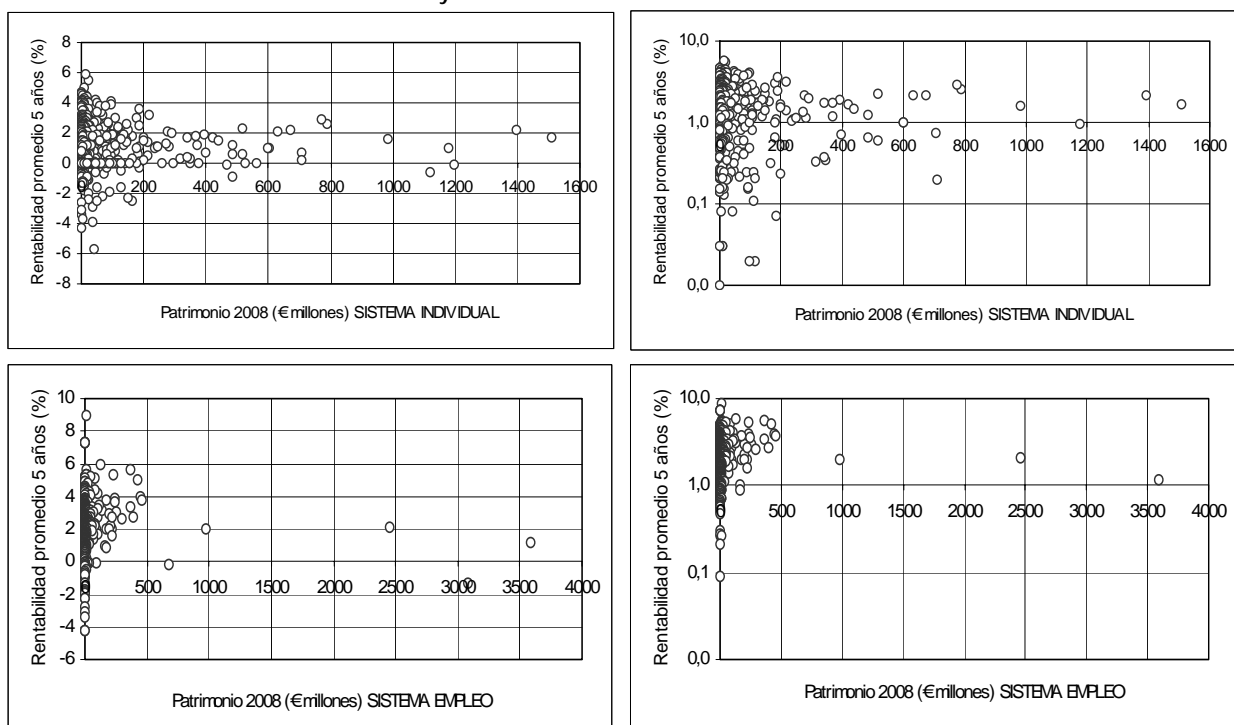 y
8
6
4
2
0
-2
-4
-6
-8
0 200 400 600 800 1000 1200 1400 1600
Rentabilidad promedio 5 años (%)
Patrimonio 2008 (€ millones) SISTEMA INDIVIDUAL
10,0
1,0
0,1
0,0
0 200 400 600 800 1000 1200 1400 1600
Rentabilidad promedio 5 años (%)
Patrimonio 2008 (€ millones) SISTEMA INDIVIDUAL
10
8
6
4
2
0
-2
-4
-6
0 500 1000 1500 2000 2500 3000 3500 4000
Rentabilidad promedio 5 años (%)
Patrimonio 2008 (€ millones) SISTEMA EMPLEO
10,0
1,0
0,1
0,0
0 500 1000 1500 2000 2500 3000 3500 4000
Rentabilidad promedio 5 años (%)
Patrimonio 2008 (€ millones) SISTEMA EMPLEO